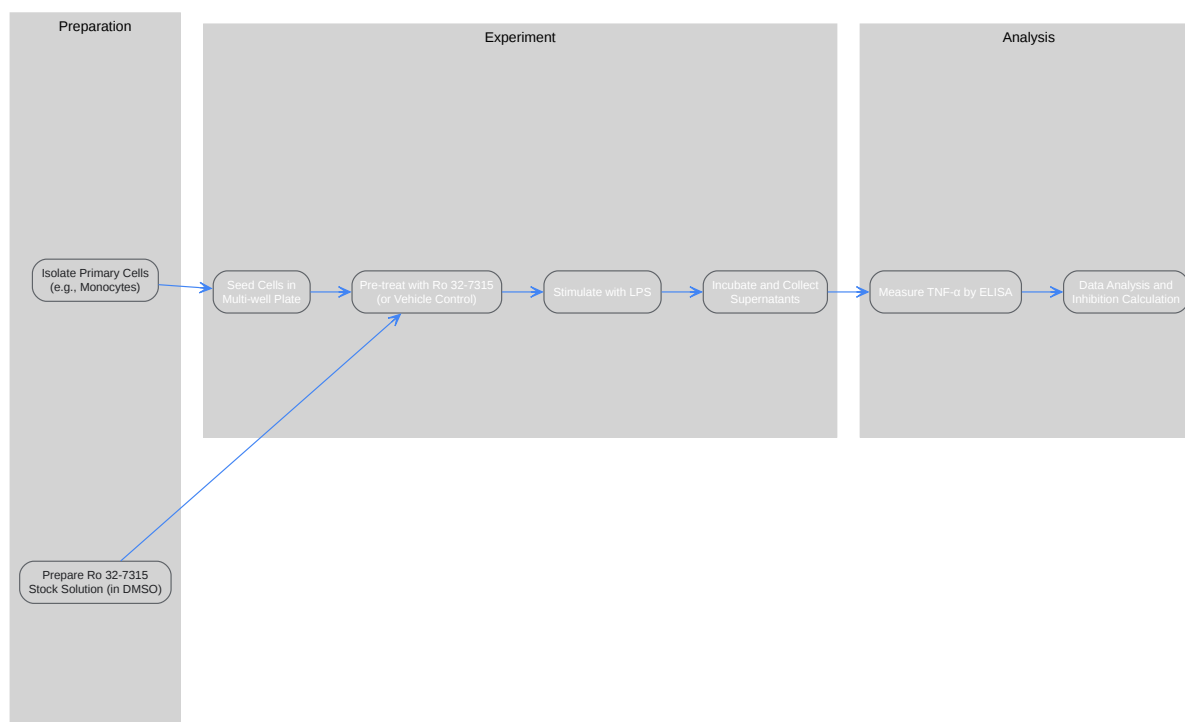 Preparation
Isolate Primary Cells
(e.g., Monocytes)
Prepare Ro 32-7315
Stock Solution (in DMSO)
Experiment
Seed Cells in
Multi-well Plate
Pre-treat with Ro 32-7315
(or Vehicle Control)
Stimulate with LPS
Incubate and Collect
Supernatants
Analysis
Measure TNF-α by ELISA
Data Analysis and
Inhibition Calculation